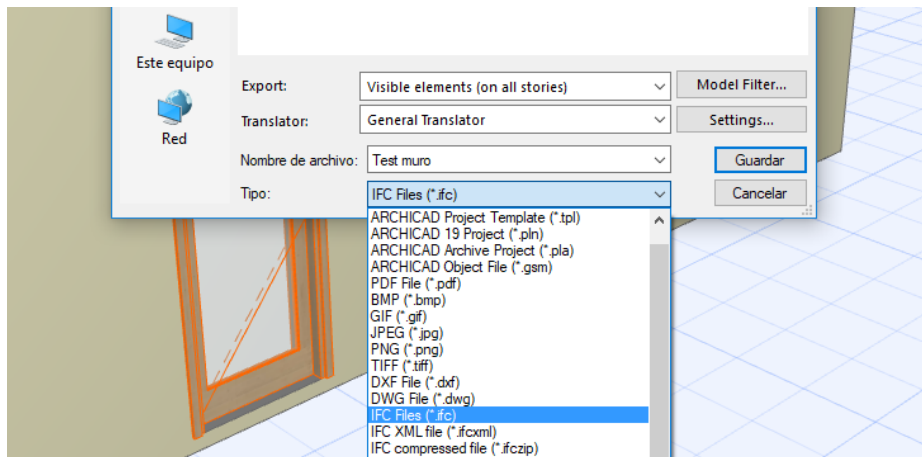 Este equipo
Red
Export: Visible elements (on all stories) Model Filter...
Translator: General Translator Settings...
Nombre de archivo: Test muro Guardar
Tipo: IFC Files (*.ifc) Cancelar
ARCHICAD Project Template (*.tpl)
ARCHICAD 19 Project (*.pln)
ARCHICAD Archive Project (*.pla)
ARCHICAD Object File (*.gsm)
PDF File (*.pdf)
BMP (*.bmp)
GIF (*.gif)
JPEG (*.jpg)
PNG (*.png)
TIFF (*.tiff)
DXF File (*.dxf)
DWG File (*.dwg)
IFC Files (*.ifc)
IFC XML file (*.ifcxml)
IFC compressed file (*.ifczip)